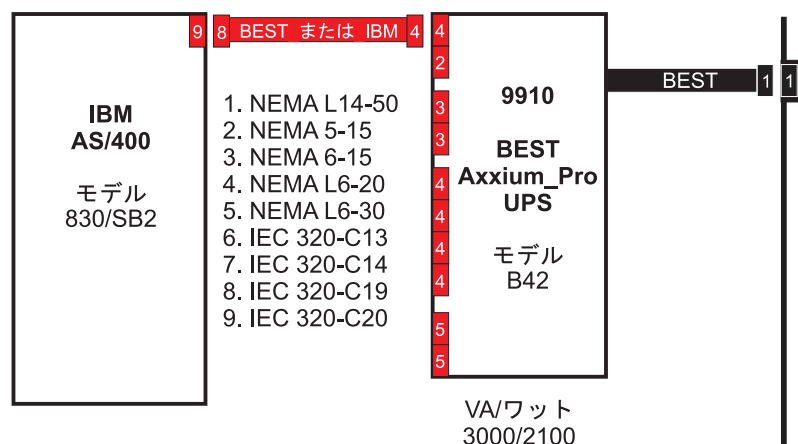 9 8 BEST または IBM 4 4
2
3
3
4
4
4
4
5
5
IBM
AS/400
モデル
830/SB2
1. NEMA L14-50
2. NEMA 5-15
3. NEMA 6-15
4. NEMA L6-20
5. NEMA L6-30
6. IEC 320-C13
7. IEC 320-C14
8. IEC 320-C19
9. IEC 320-C20
9910
BEST
Axxium_Pro
UPS
モデル
B42
BEST 1 1
VA/ワット
3000/2100